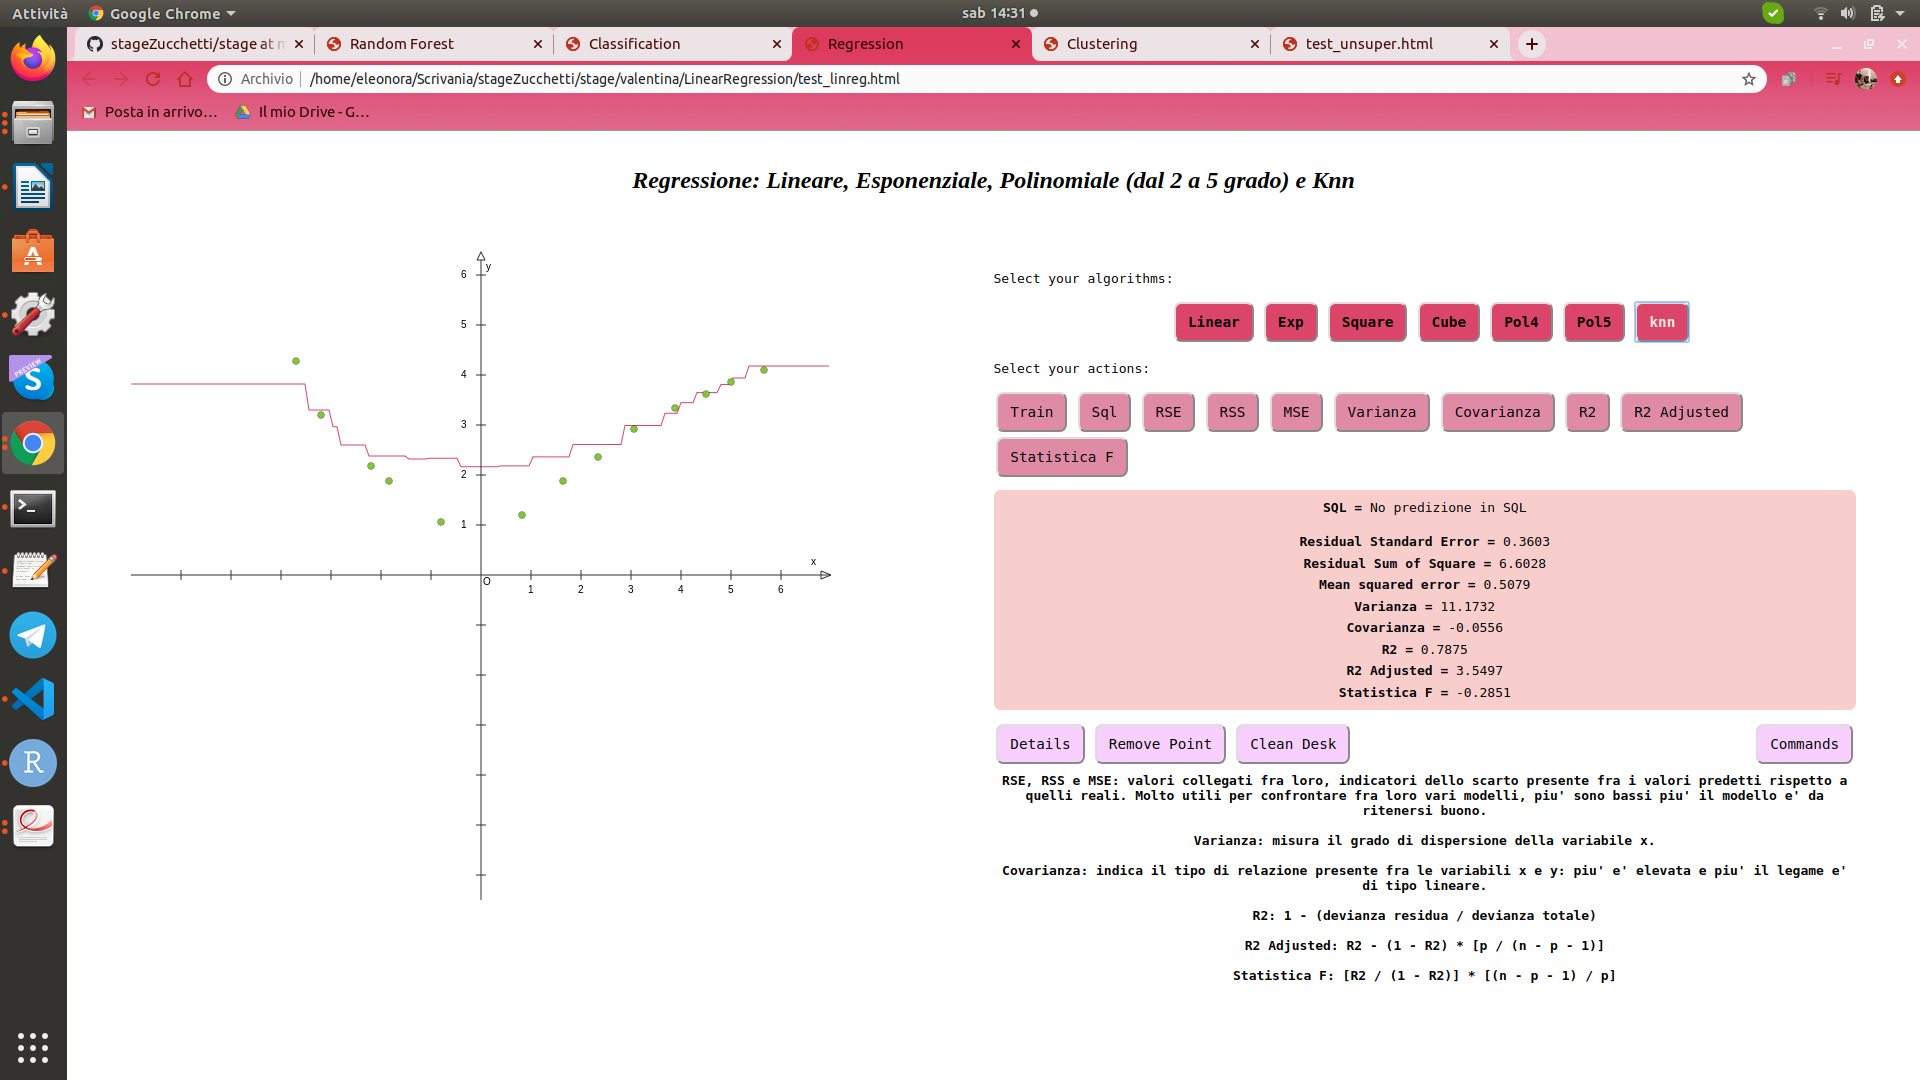 Attività
Google Chrome
sab 14:31
stageZucchetti/stage at m
Random Forest
Classification
Regression
Clustering
test_unsuper.html
Archivio
/home/eleonora/Scrivania/stageZucchetti/stage/valentina/LinearRegression/test_linreg.html
Posta in arrivo…
Il mio Drive - G…
Regressione: Lineare, Esponenziale, Polinomiale (dal 2 a 5 grado) e Knn
y
6
5
4
3
2
1
x
O
1 2 3 4 5 6
Select your algorithms:
Linear Exp Square Cube Pol4 Pol5 knn
Select your actions:
Train Sql RSE RSS MSE Varianza Covarianza R2 R2 Adjusted
Statistica F
SQL = No predizione in SQL
Residual Standard Error = 0.3603
Residual Sum of Square = 6.6028
Mean squared error = 0.5079
Varianza = 11.1732
Covarianza = -0.0556
R2 = 0.7875
R2 Adjusted = 3.5497
Statistica F = -0.2851
Details Remove Point Clean Desk Commands
RSE, RSS e MSE: valori collegati fra loro, indicatori dello scarto presente fra i valori predetti rispetto a
quelli reali. Molto utili per confrontare fra loro vari modelli, piu' sono bassi piu' il modello e' da
ritenersi buono.
Varianza: misura il grado di dispersione della variabile x.
Covarianza: indica il tipo di relazione presente fra le variabili x e y: piu' e' elevata e piu' il legame e'
di tipo lineare.
R2: 1 - (devianza residua / devianza totale)
R2 Adjusted: R2 - (1 - R2) * [p / (n - p - 1)]
Statistica F: [R2 / (1 - R2)] * [(n - p - 1) / p]
PREVIEW